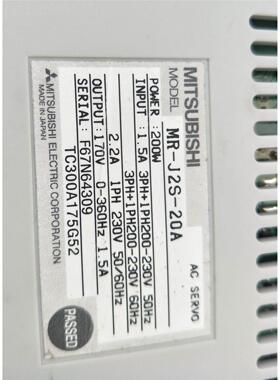 MITSUBISHI
AC SERVO
MODEL MR-J2S-20A
POWER : 200W
INPUT : 1.5A 3PH+1PH200-230V 50Hz
3PH+1PH200-230V 60Hz
2.2A 1PH 230V 50/60Hz
OUTPUT: 170V 0-360Hz 1.5A
SERIAL: F67N64309
TC300A175G52
MITSUBISHI ELECTRIC CORPORATION
MADE IN JAPAN
PASSED